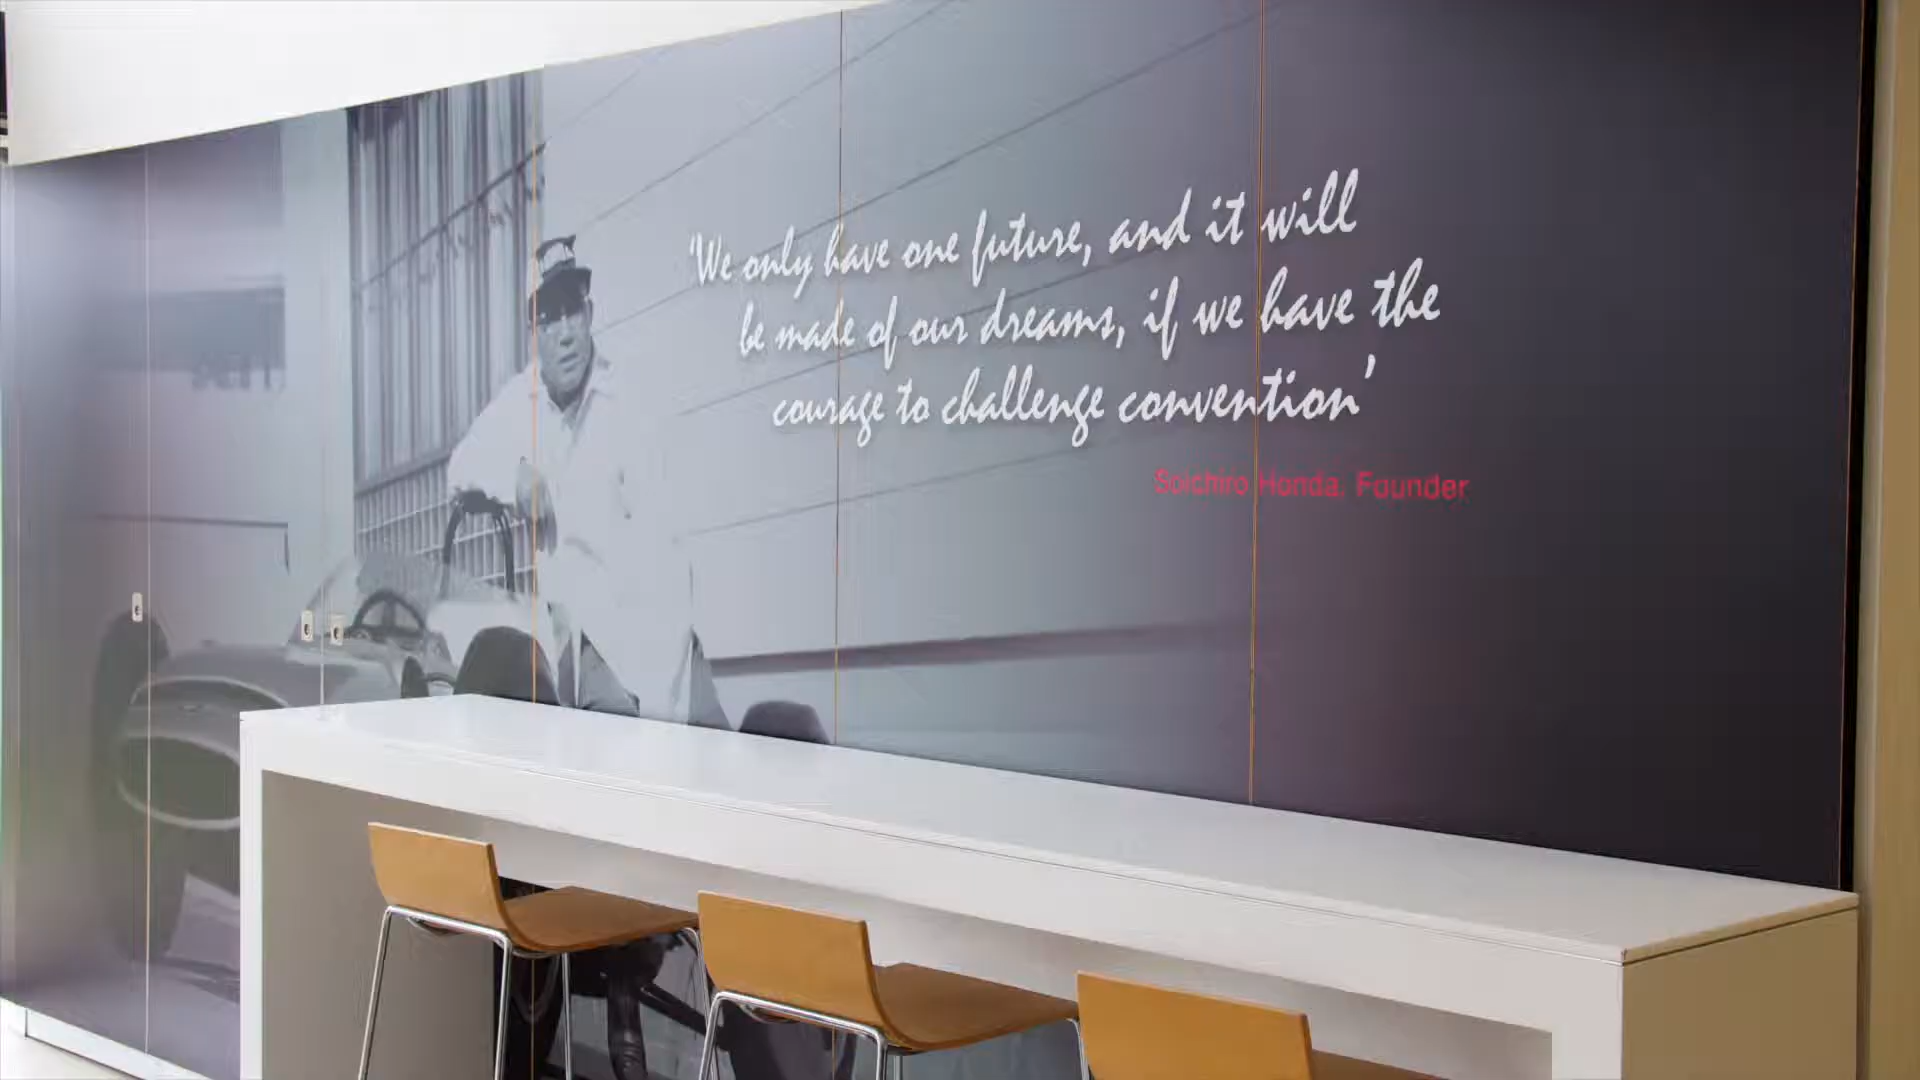 'We only have one future, and it will
be made of our dreams, if we have the
courage to challenge convention'
Soichiro Honda, Founder